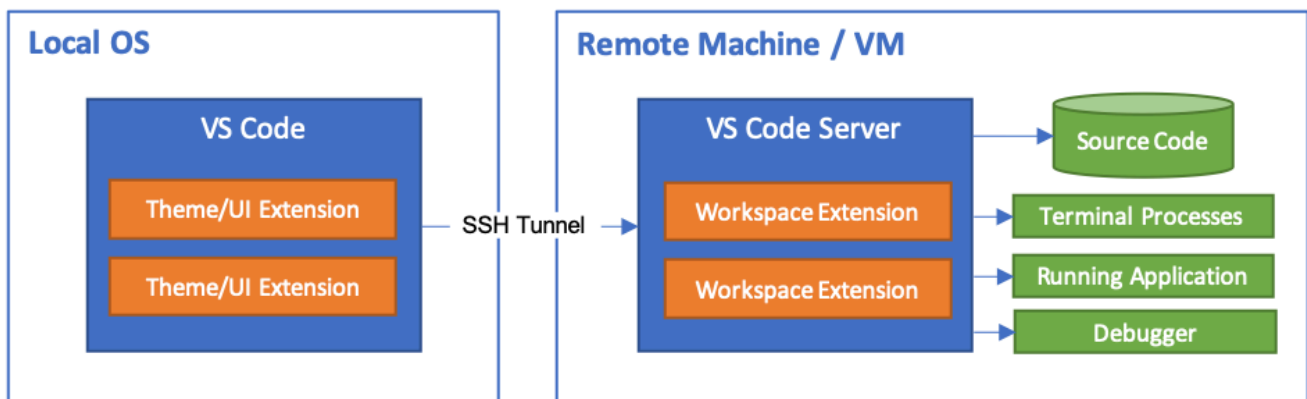 Local OS
VS Code
Theme/UI Extension
Theme/UI Extension
SSH Tunnel
Remote Machine / VM
VS Code Server
Workspace Extension
Workspace Extension
Source Code
Terminal Processes
Running Application
Debugger